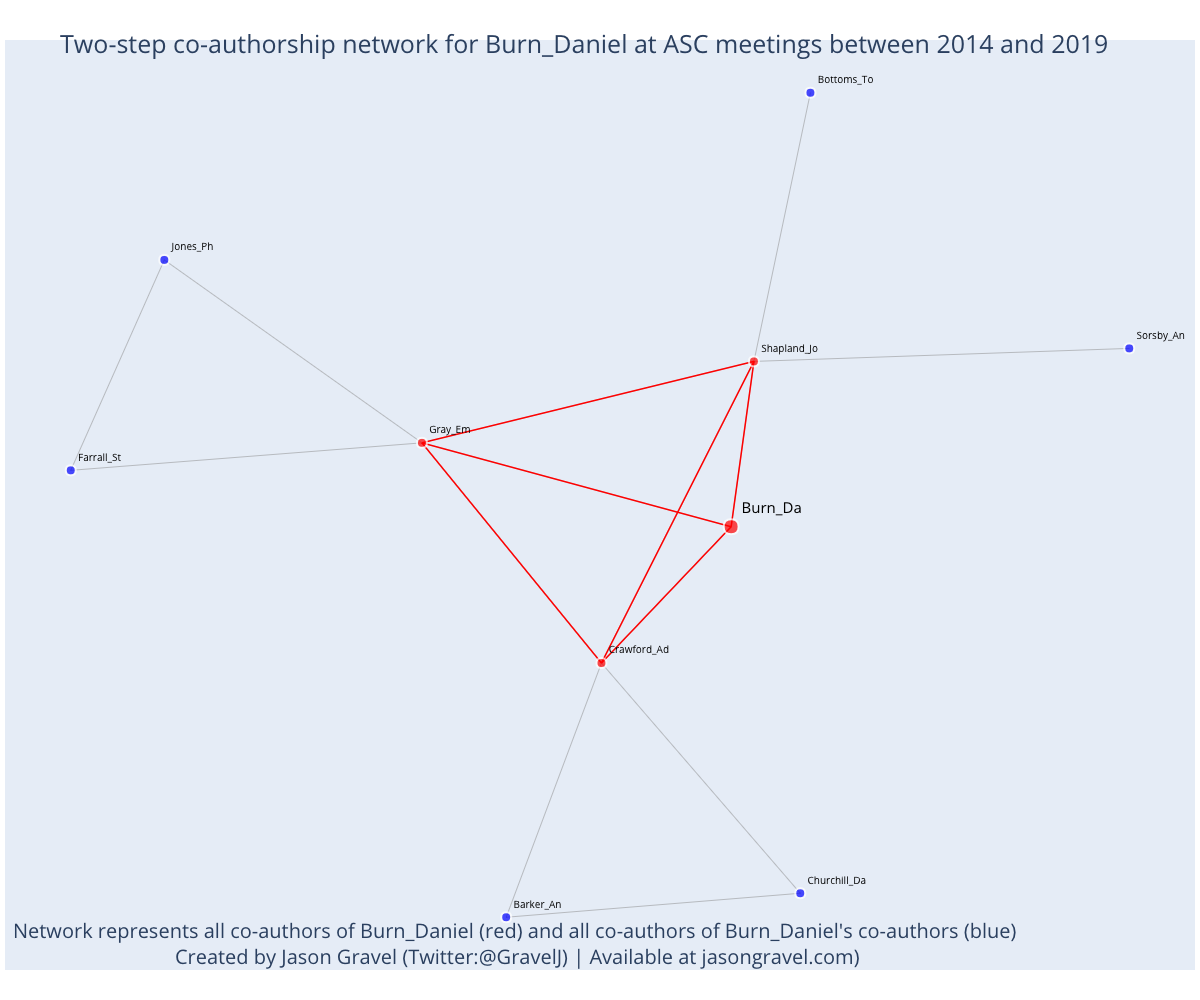 Two-step co-authorship network for Burn_Daniel at ASC meetings between 2014 and 2019
Bottoms_To
Jones_Ph
Sorsby_An
Shapland_Jo
Gray_Em
Farrall_St
Burn_Da
Crawford_Ad
Churchill_Da
Barker_An
Network represents all co-authors of Burn_Daniel (red) and all co-authors of Burn_Daniel's co-authors (blue)
Created by Jason Gravel (Twitter:@GravelJ) | Available at jasongravel.com)